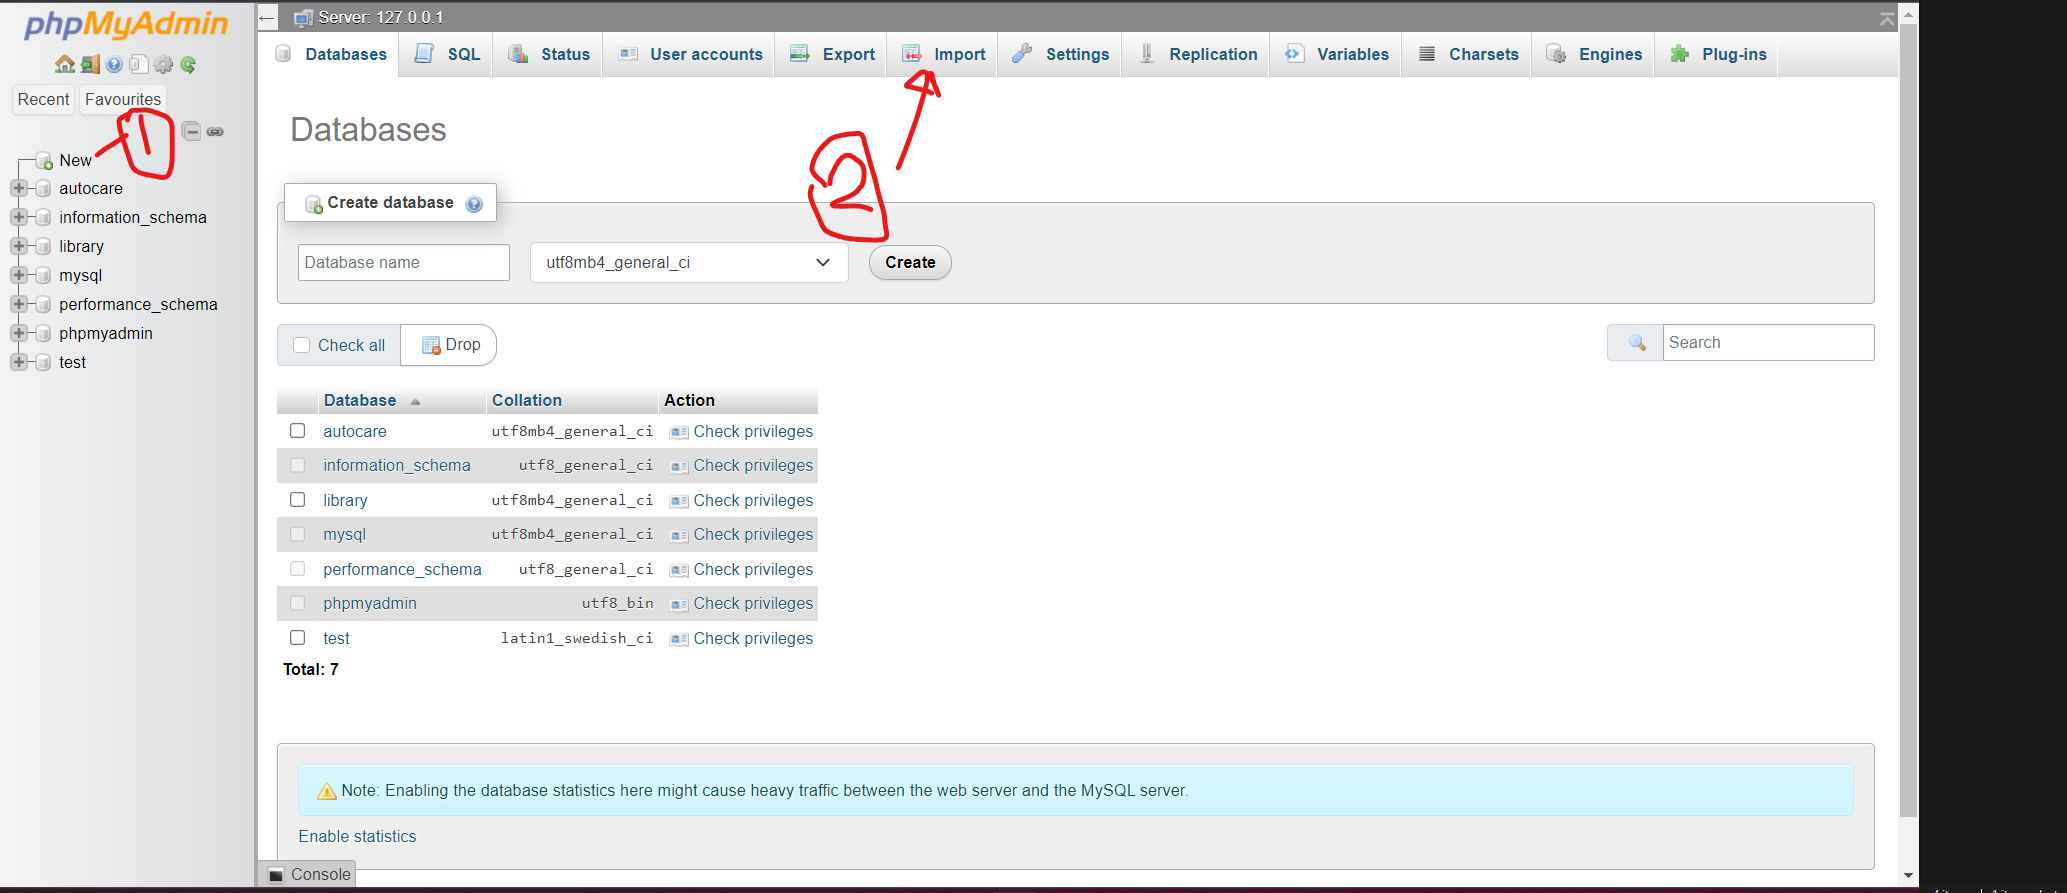 phpMyAdmin
Recent Favourites
1
New
autocare
information_schema
library
mysql
performance_schema
phpmyadmin
test
Server: 127.0.0.1
Databases SQL Status User accounts Export Import Settings Replication Variables Charsets Engines Plug-ins
Databases
2
Create database
Database name utf8mb4_general_ci Create
Check all Drop Search
Database Collation Action
autocare utf8mb4_general_ci Check privileges
information_schema utf8_general_ci Check privileges
library utf8mb4_general_ci Check privileges
mysql utf8mb4_general_ci Check privileges
performance_schema utf8_general_ci Check privileges
phpmyadmin utf8_bin Check privileges
test latin1_swedish_ci Check privileges
Total: 7
Note: Enabling the database statistics here might cause heavy traffic between the web server and the MySQL server.
Enable statistics
Console